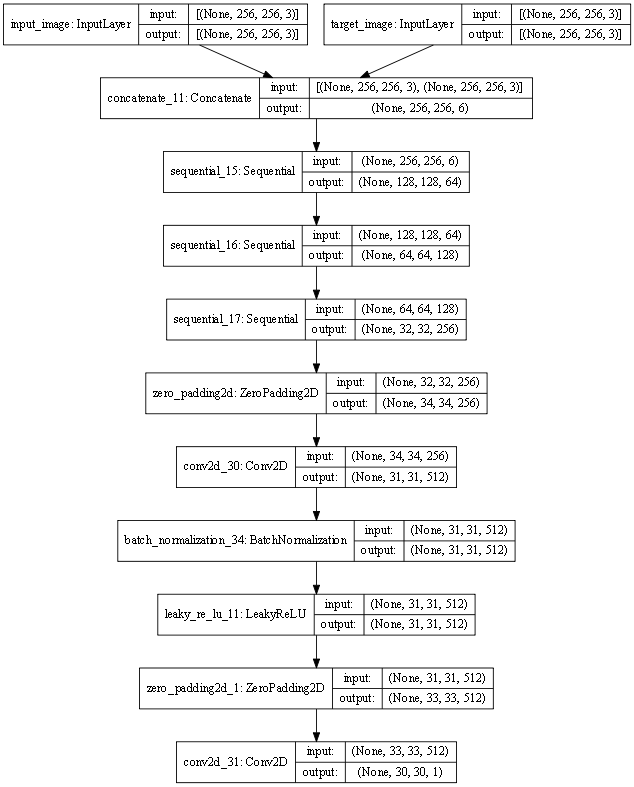 input_image: InputLayer
input: [(None, 256, 256, 3)]
output: [(None, 256, 256, 3)]
target_image: InputLayer
input: [(None, 256, 256, 3)]
output: [(None, 256, 256, 3)]
concatenate_11: Concatenate
input: [(None, 256, 256, 3), (None, 256, 256, 3)]
output: (None, 256, 256, 6)
sequential_15: Sequential
input: (None, 256, 256, 6)
output: (None, 128, 128, 64)
sequential_16: Sequential
input: (None, 128, 128, 64)
output: (None, 64, 64, 128)
sequential_17: Sequential
input: (None, 64, 64, 128)
output: (None, 32, 32, 256)
zero_padding2d: ZeroPadding2D
input: (None, 32, 32, 256)
output: (None, 34, 34, 256)
conv2d_30: Conv2D
input: (None, 34, 34, 256)
output: (None, 31, 31, 512)
batch_normalization_34: BatchNormalization
input: (None, 31, 31, 512)
output: (None, 31, 31, 512)
leaky_re_lu_11: LeakyReLU
input: (None, 31, 31, 512)
output: (None, 31, 31, 512)
zero_padding2d_1: ZeroPadding2D
input: (None, 31, 31, 512)
output: (None, 33, 33, 512)
conv2d_31: Conv2D
input: (None, 33, 33, 512)
output: (None, 30, 30, 1)